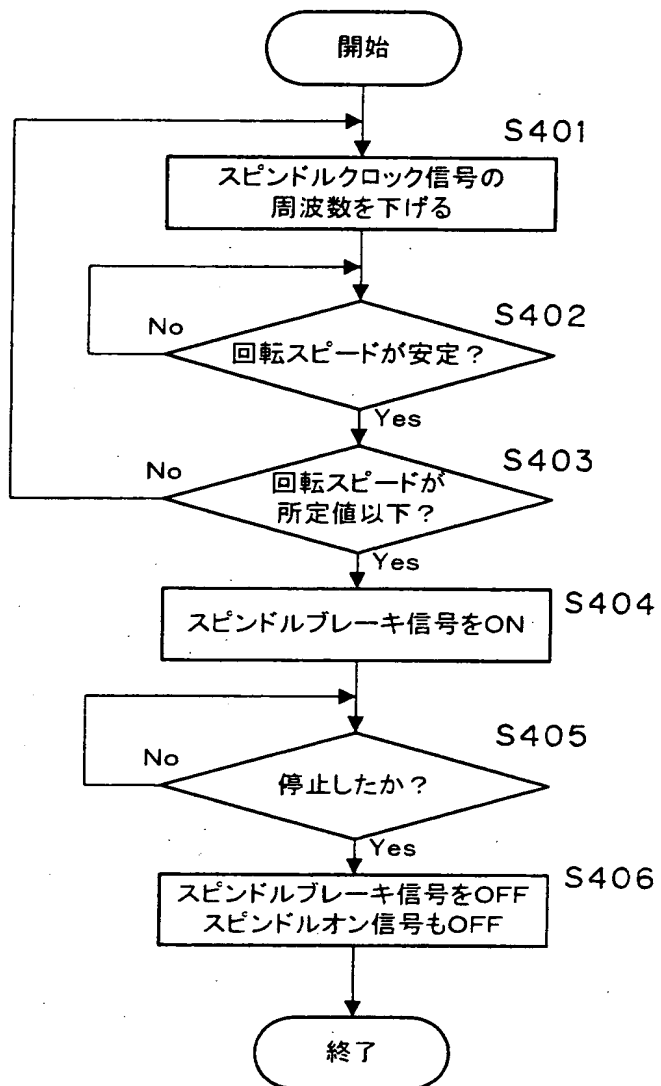 開始
S401
スピンドルクロック信号の
周波数を下げる
S402
No
回転スピードが安定?
Yes
S403
No
回転スピードが
所定値以下?
Yes
S404
スピンドルブレーキ信号をON
S405
No
停止したか?
Yes
S406
スピンドルブレーキ信号をOFF
スピンドルオン信号もOFF
終了